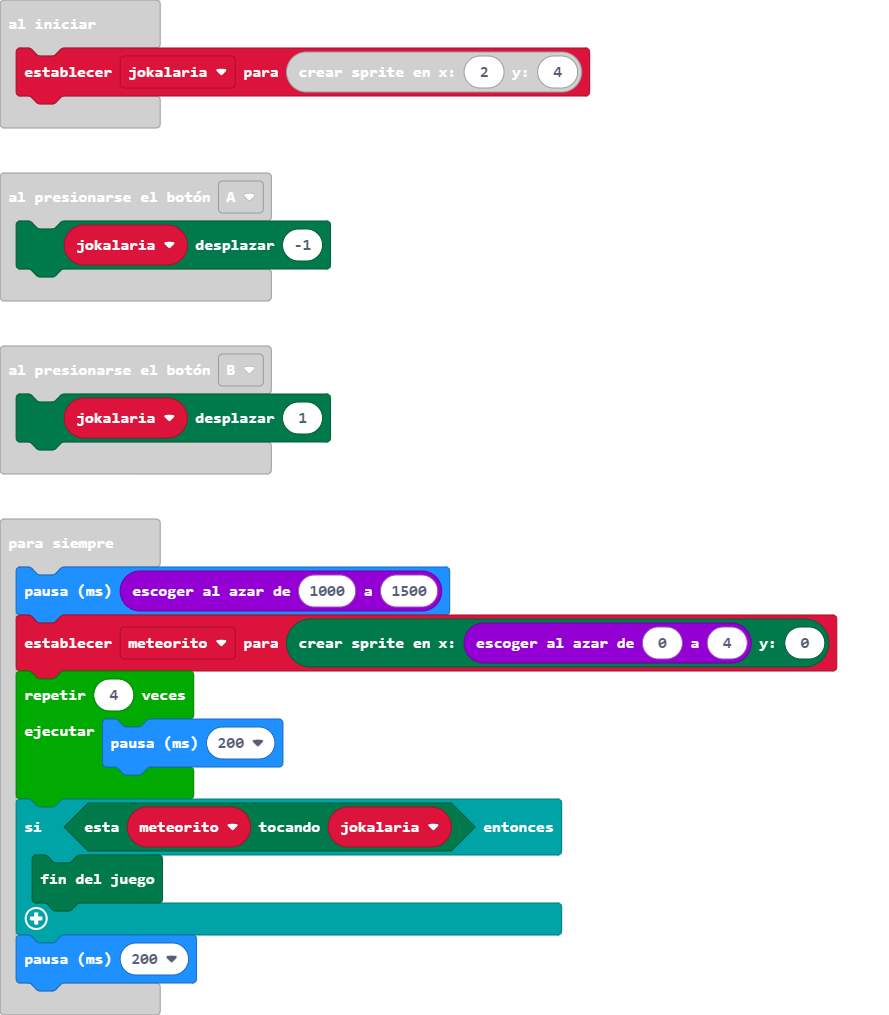 al iniciar
establecer jokalaria para crear sprite en x: 2 y: 4
al presionarse el botón A
jokalaria desplazar -1
al presionarse el botón B
jokalaria desplazar 1
para siempre
pausa (ms) escoger al azar de 1000 a 1500
establecer meteorito para crear sprite en x: escoger al azar de 0 a 4 y: 0
repetir 4 veces
ejecutar pausa (ms) 200
si esta meteorito tocando jokalaria entonces
fin del juego
pausa (ms) 200